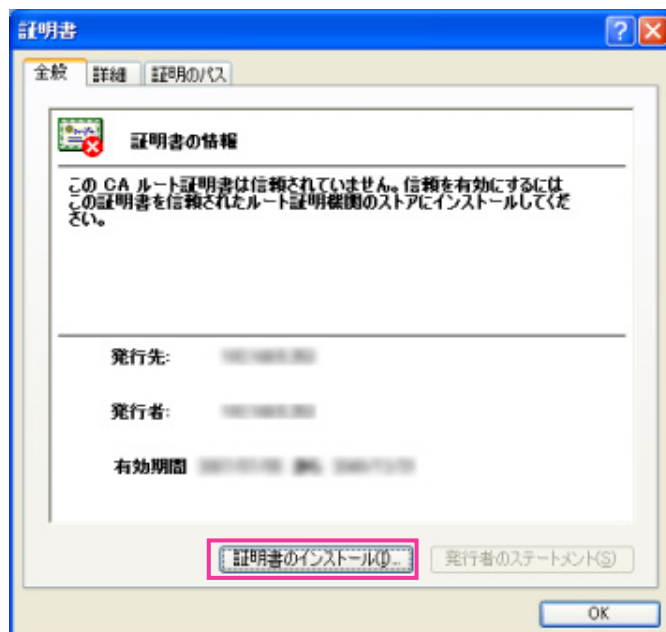 証明書
全般 詳細 証明のパス
証明書の情報
この CA ルート証明書は信頼されていません。信頼を有効にするには
この証明書を信頼されたルート証明機関のストアにインストールしてくだ
さい。
発行先:
発行者:
有効期間
証明書のインストール(I)... 発行者のステートメント(S)
OK